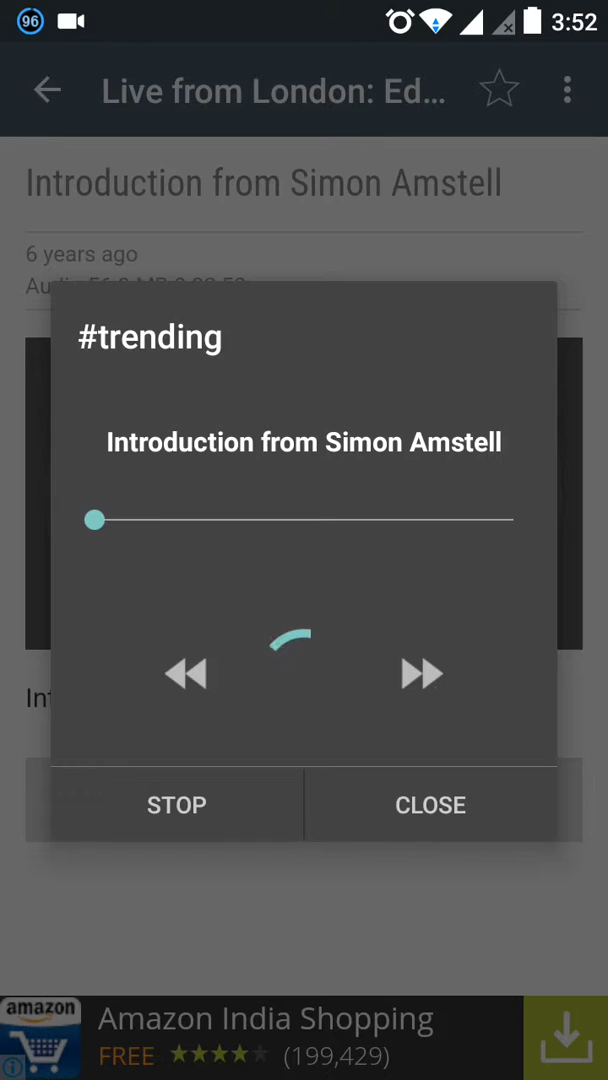 96
3:52
Live from London: Ed...
Introduction from Simon Amstell
6 years ago
#trending
Introduction from Simon Amstell
STOP
CLOSE
amazon
Amazon India Shopping
FREE (199,429)